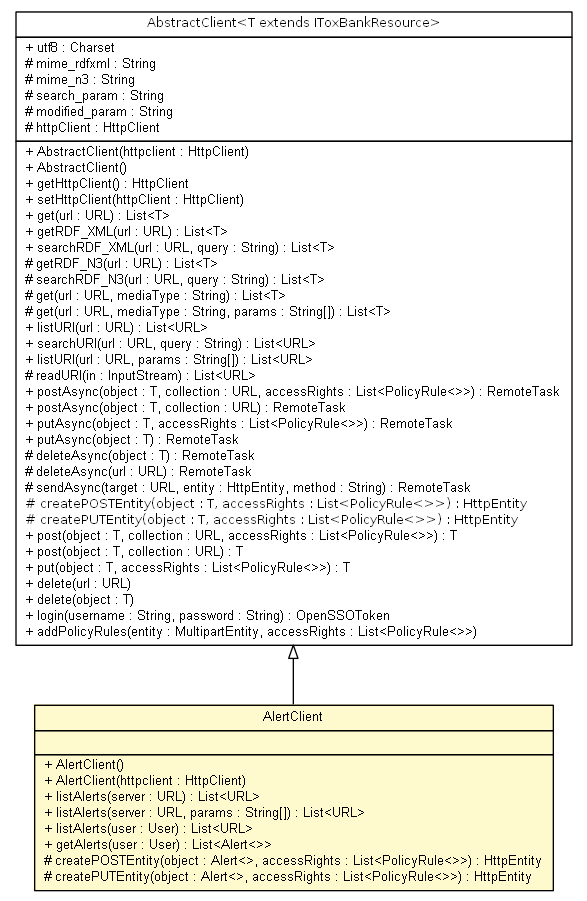 AbstractClient<T extends IToxBankResource>
+ utf8 : Charset
# mime_rdfxml : String
# mime_n3 : String
# search_param : String
# modified_param : String
# httpClient : HttpClient
+ AbstractClient(httpclient : HttpClient)
+ AbstractClient()
+ getHttpClient() : HttpClient
+ setHttpClient(httpClient : HttpClient)
+ get(url : URL) : List<T>
+ getRDF_XML(url : URL) : List<T>
+ searchRDF_XML(url : URL, query : String) : List<T>
# getRDF_N3(url : URL) : List<T>
# searchRDF_N3(url : URL, query : String) : List<T>
# get(url : URL, mediaType : String) : List<T>
# get(url : URL, mediaType : String, params : String[]) : List<T>
+ listURI(url : URL) : List<URL>
+ searchURI(url : URL, query : String) : List<URL>
+ listURI(url : URL, params : String[]) : List<URL>
# readURI(in : InputStream) : List<URL>
+ postAsync(object : T, collection : URL, accessRights : List<PolicyRule<>>) : RemoteTask
+ postAsync(object : T, collection : URL) : RemoteTask
+ putAsync(object : T, accessRights : List<PolicyRule<>>) : RemoteTask
+ putAsync(object : T) : RemoteTask
# deleteAsync(object : T) : RemoteTask
# deleteAsync(url : URL) : RemoteTask
# sendAsync(target : URL, entity : HttpEntity, method : String) : RemoteTask
# createPOSTEntity(object : T, accessRights : List<PolicyRule<>>) : HttpEntity
# createPUTEntity(object : T, accessRights : List<PolicyRule<>>) : HttpEntity
+ post(object : T, collection : URL, accessRights : List<PolicyRule<>>) : T
+ post(object : T, collection : URL) : T
+ put(object : T, accessRights : List<PolicyRule<>>) : T
+ delete(url : URL)
+ delete(object : T)
+ login(username : String, password : String) : OpenSSOToken
+ addPolicyRules(entity : MultipartEntity, accessRights : List<PolicyRule<>>)
AlertClient
+ AlertClient()
+ AlertClient(httpclient : HttpClient)
+ listAlerts(server : URL) : List<URL>
+ listAlerts(server : URL, params : String[]) : List<URL>
+ listAlerts(user : User) : List<URL>
+ getAlerts(user : User) : List<Alert<>>
# createPOSTEntity(object : Alert<>, accessRights : List<PolicyRule<>>) : HttpEntity
# createPUTEntity(object : Alert<>, accessRights : List<PolicyRule<>>) : HttpEntity